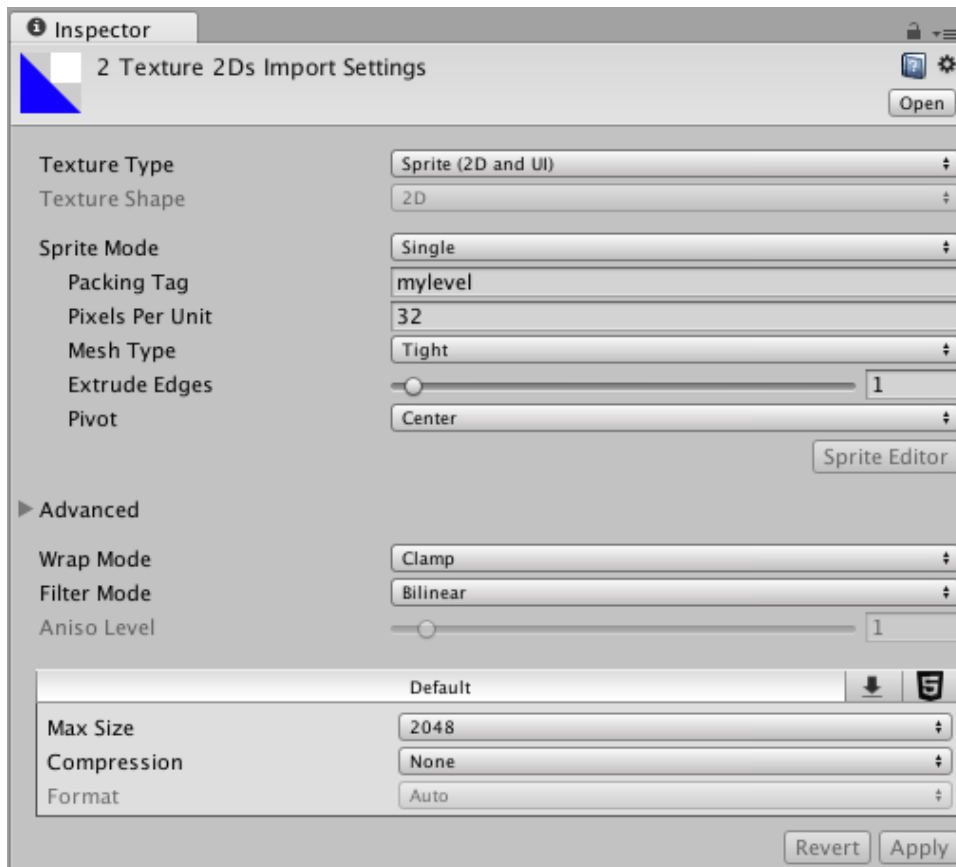 Inspector
2 Texture 2Ds Import Settings
Open
Texture Type Sprite (2D and UI)
Texture Shape 2D
Sprite Mode Single
Packing Tag mylevel
Pixels Per Unit 32
Mesh Type Tight
Extrude Edges 1
Pivot Center
Sprite Editor
Advanced
Wrap Mode Clamp
Filter Mode Bilinear
Aniso Level 1
Default
Max Size 2048
Compression None
Format Auto
Revert Apply